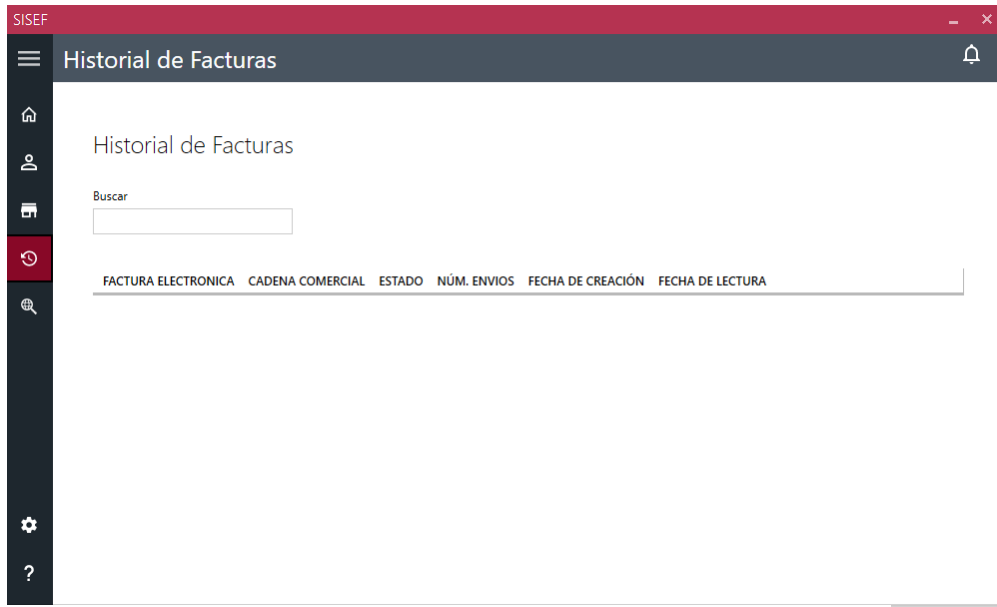 SISEF
Historial de Facturas
Historial de Facturas
Buscar
FACTURA ELECTRONICA CADENA COMERCIAL ESTADO NÚM. ENVIOS FECHA DE CREACIÓN FECHA DE LECTURA
?